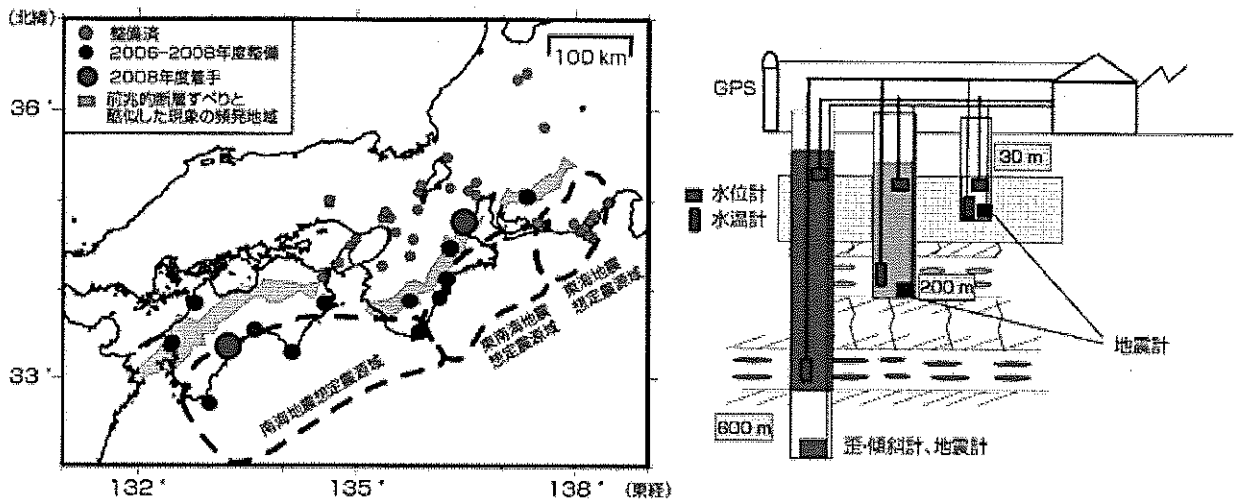 (北緯)
整備済
2006-2008年度整備
2008年度着手
前兆的断層すべりと
酷似した現象の頻発地域
100 km
36°
33°
東海地震
想定震源域
東南海地震
想定震源域
南海地震想定震源域
132°
135°
138°
(東経)
GPS
30 m
水位計
水温計
200 m
地震計
600 m
歪・傾斜計、地震計